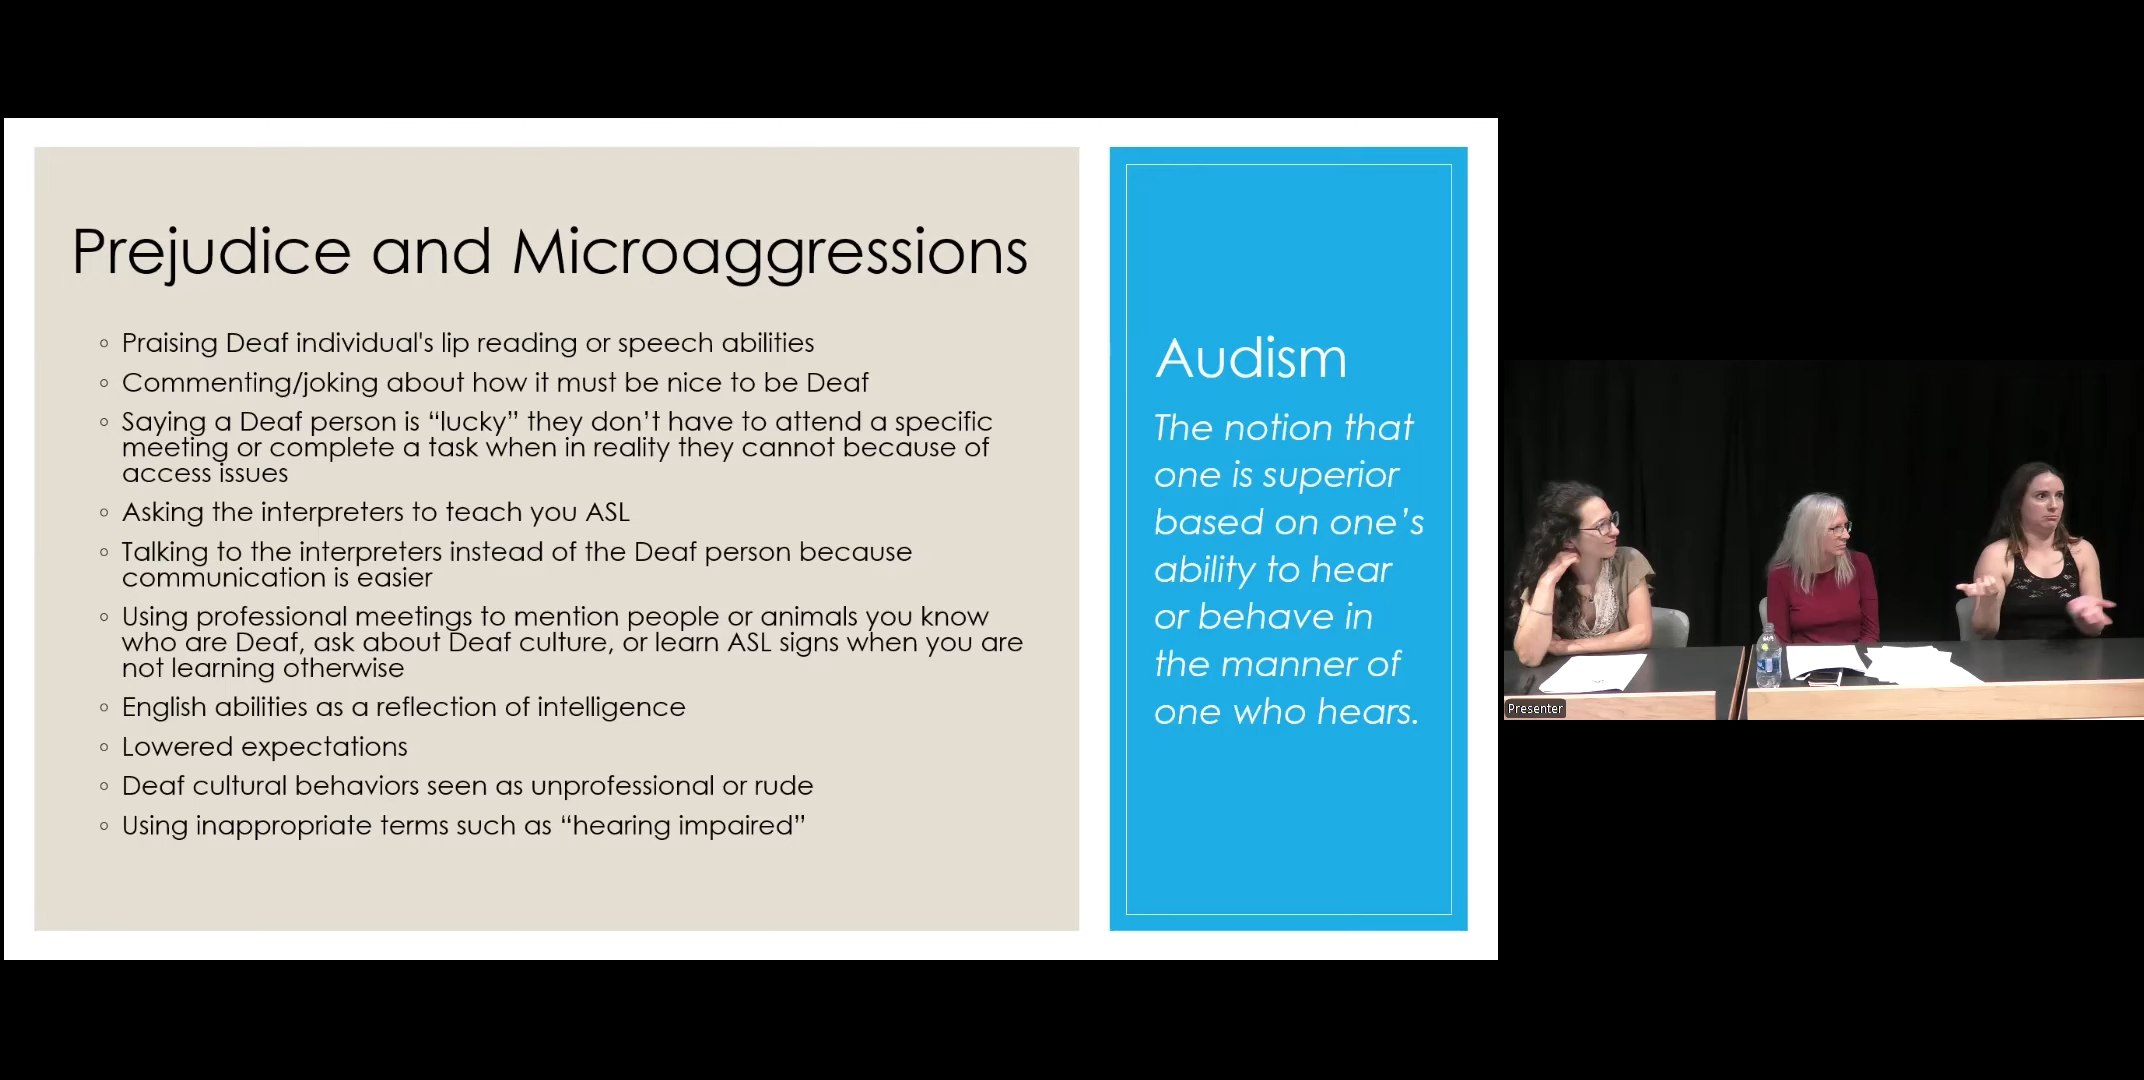 Prejudice and Microaggressions
◦ Praising Deaf individual's lip reading or speech abilities
◦ Commenting/joking about how it must be nice to be Deaf
◦ Saying a Deaf person is “lucky” they don’t have to attend a specific
meeting or complete a task when in reality they cannot because of
access issues
◦ Asking the interpreters to teach you ASL
◦ Talking to the interpreters instead of the Deaf person because
communication is easier
◦ Using professional meetings to mention people or animals you know
who are Deaf, ask about Deaf culture, or learn ASL signs when you are
not learning otherwise
◦ English abilities as a reflection of intelligence
◦ Lowered expectations
◦ Deaf cultural behaviors seen as unprofessional or rude
◦ Using inappropriate terms such as “hearing impaired”
Audism
The notion that
one is superior
based on one’s
ability to hear
or behave in
the manner of
one who hears.
Presenter